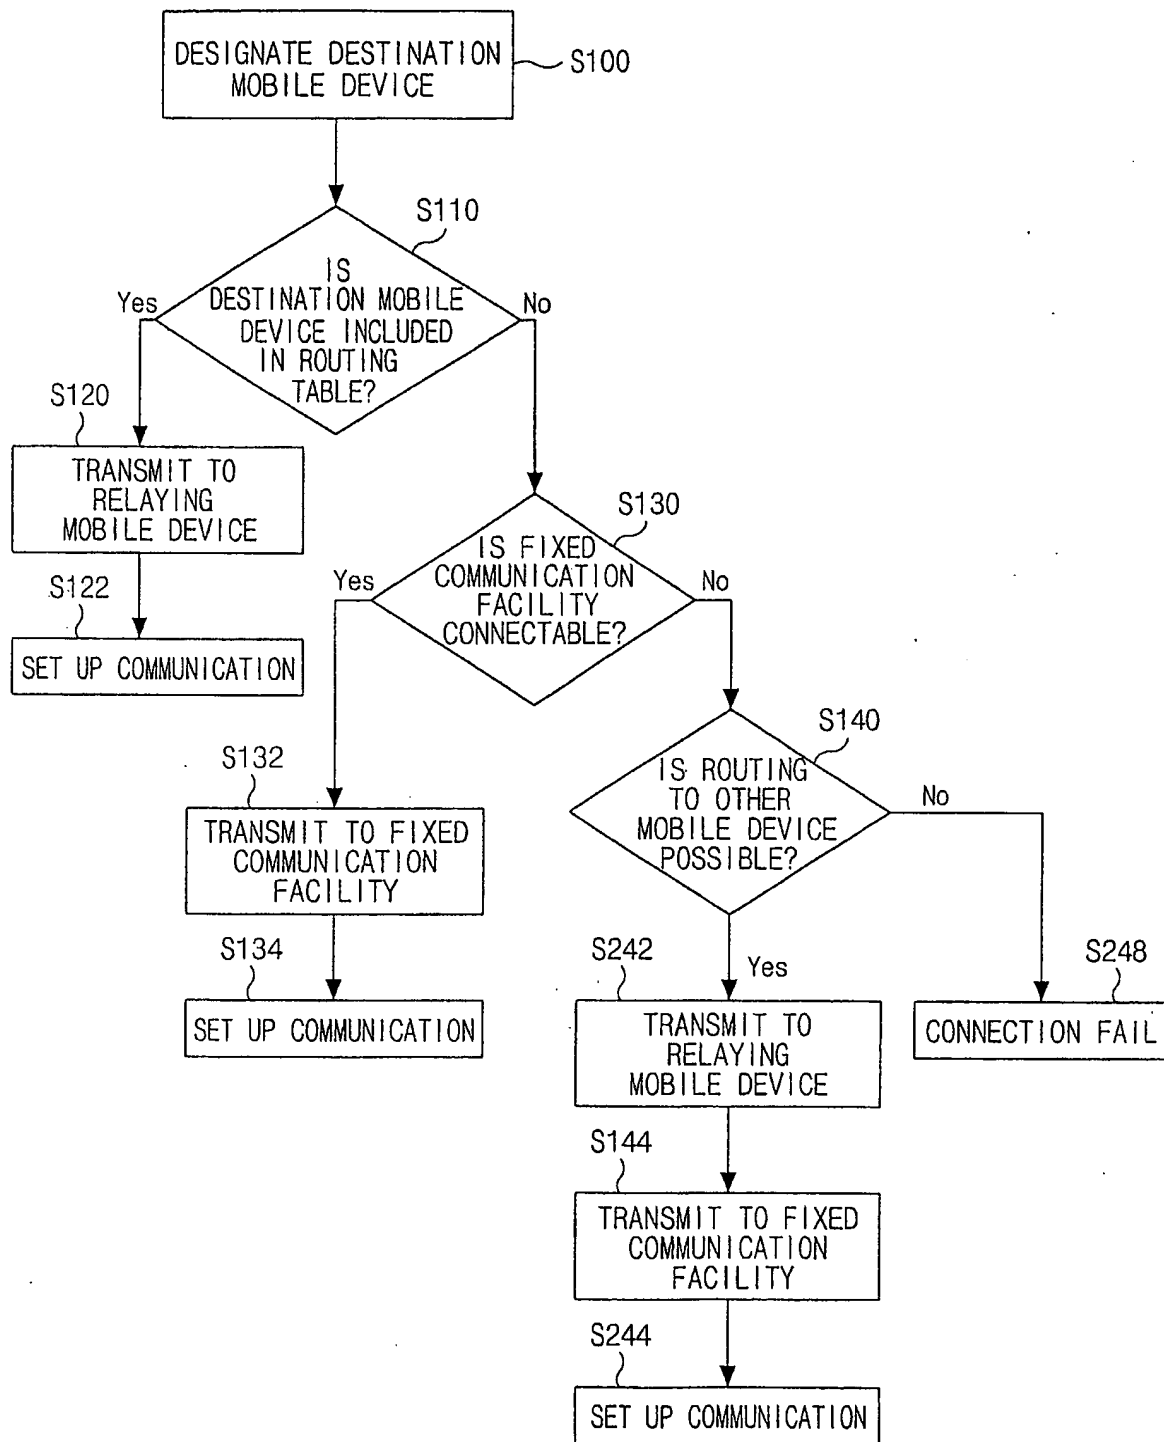 DESIGNATE DESTINATION
MOBILE DEVICE
S100
S110
IS
DESTINATION MOBILE
DEVICE INCLUDED
IN ROUTING
TABLE?
Yes
No
S120
TRANSMIT TO
RELAYING
MOBILE DEVICE
S122
SET UP COMMUNICATION
S130
IS FIXED
COMMUNICATION
FACILITY
CONNECTABLE?
Yes
No
S132
TRANSMIT TO FIXED
COMMUNICATION
FACILITY
S134
SET UP COMMUNICATION
S140
IS ROUTING
TO OTHER
MOBILE DEVICE
POSSIBLE?
No
Yes
S242
TRANSMIT TO
RELAYING
MOBILE DEVICE
S248
CONNECTION FAIL
S144
TRANSMIT TO FIXED
COMMUNICATION
FACILITY
S244
SET UP COMMUNICATION